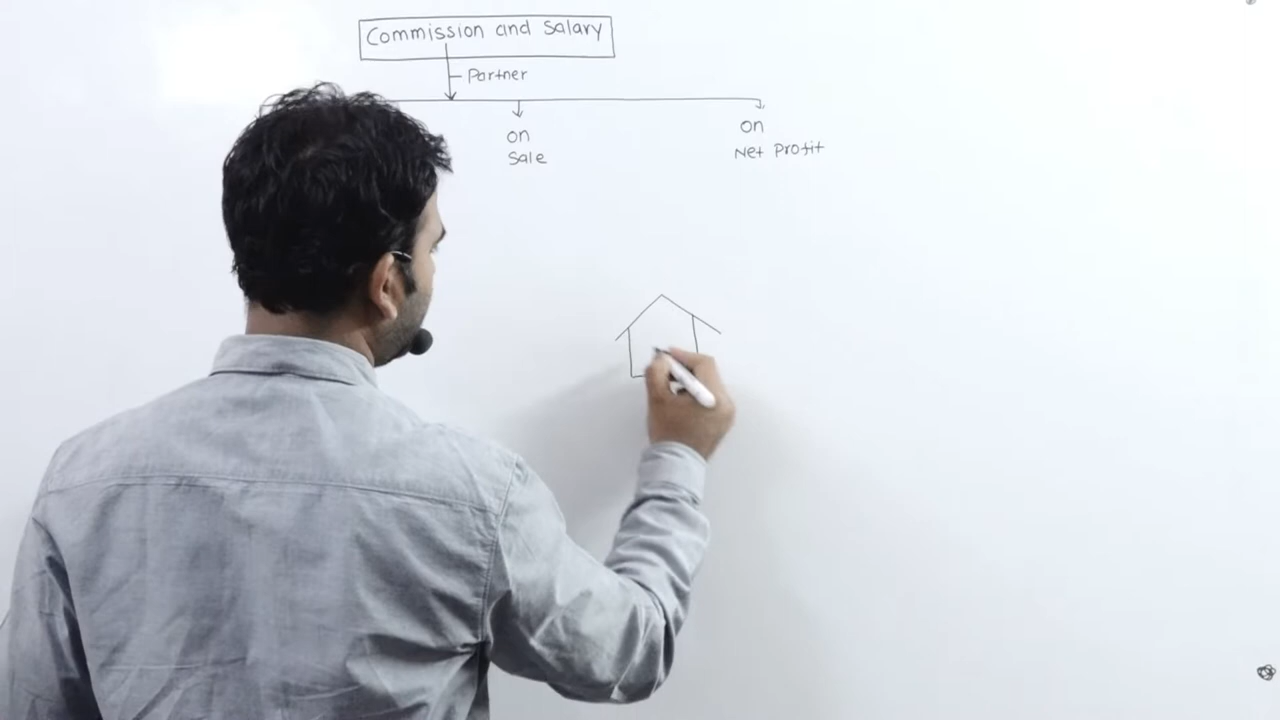 Commission and Salary
Partner
on
Sale
on
Net Profit